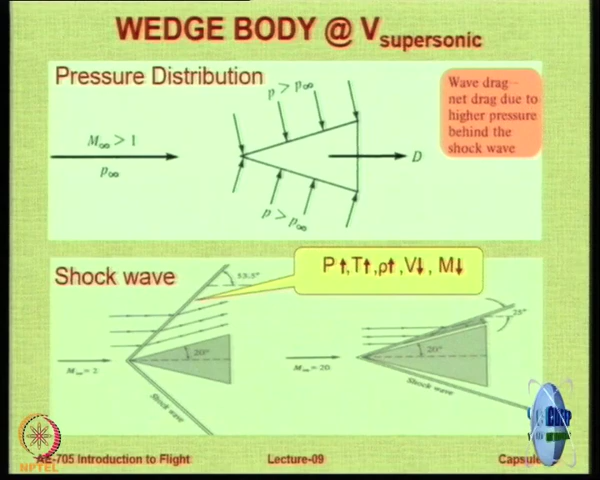 WEDGE BODY @ Vsupersonic
Pressure Distribution
p > p∞
Wave drag—
net drag due to
higher pressure
behind the
shock wave
M∞ > 1
p∞
D
p > p∞
Shock wave
P↑,T↑,ρ↑,V↓, M↓
53.5°
20°
M∞ = 2
Shock wave
25°
20°
M∞ = 20
Shock wave
NPTEL
AE-705 Introduction to Flight
Lecture-09
Capsule